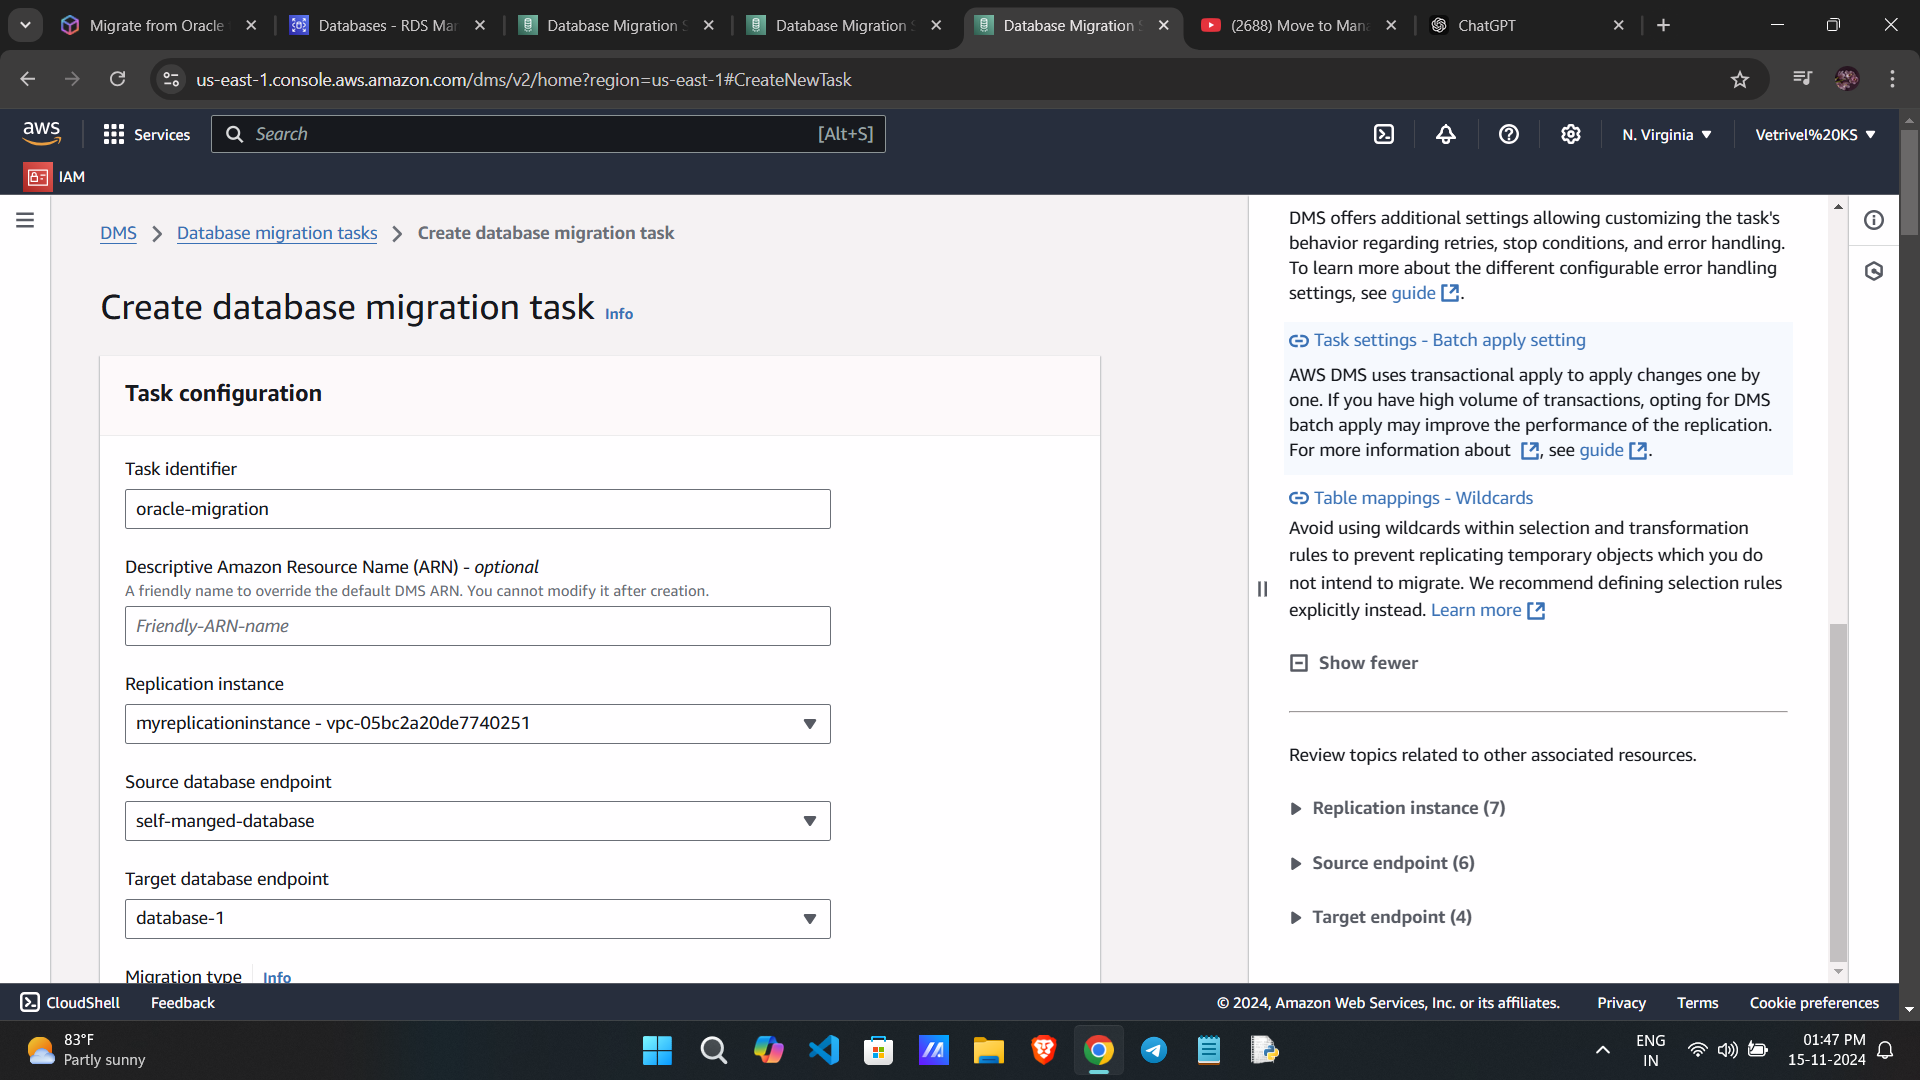 Migrate from Oracle
Databases - RDS Man
Database Migration S
Database Migration S
Database Migration S
(2688) Move to Mana
ChatGPT
us-east-1.console.aws.amazon.com/dms/v2/home?region=us-east-1#CreateNewTask
aws
Services
Search
[Alt+S]
N. Virginia
Vetrivel%20KS
IAM
DMS
Database migration tasks
Create database migration task
Create database migration task Info
Task configuration
Task identifier
oracle-migration
Descriptive Amazon Resource Name (ARN) - optional
A friendly name to override the default DMS ARN. You cannot modify it after creation.
Friendly-ARN-name
Replication instance
myreplicationinstance - vpc-05bc2a20de7740251
Source database endpoint
self-manged-database
Target database endpoint
database-1
Migration type Info
DMS offers additional settings allowing customizing the task's
behavior regarding retries, stop conditions, and error handling.
To learn more about the different configurable error handling
settings, see guide.
Task settings - Batch apply setting
AWS DMS uses transactional apply to apply changes one by
one. If you have high volume of transactions, opting for DMS
batch apply may improve the performance of the replication.
For more information about , see guide.
Table mappings - Wildcards
Avoid using wildcards within selection and transformation
rules to prevent replicating temporary objects which you do
not intend to migrate. We recommend defining selection rules
explicitly instead. Learn more
Show fewer
Review topics related to other associated resources.
Replication instance (7)
Source endpoint (6)
Target endpoint (4)
CloudShell
Feedback
© 2024, Amazon Web Services, Inc. or its affiliates.
Privacy
Terms
Cookie preferences
83°F
Partly sunny
ENG
IN
01:47 PM
15-11-2024